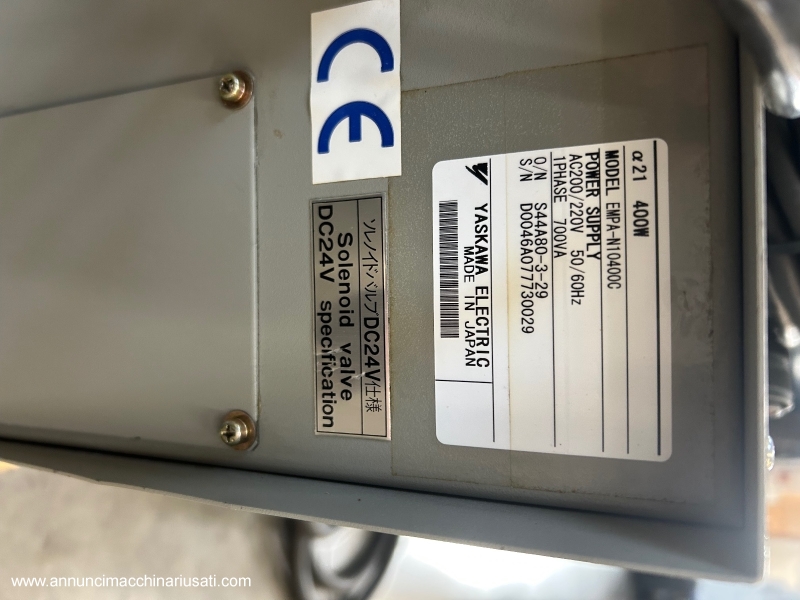 CE
ソレノイドバルブDC24V仕様
Solenoid valve
DC24V specification
α21 400W
MODEL EMPA-N10400C
POWER SUPPLY
AC200/220V 50/60Hz
1PHASE 700VA
O/N S44A80-3-29
S/N D0046A07730029
YASKAWA ELECTRIC
MADE IN JAPAN
www.annuncimacchinariusati.com